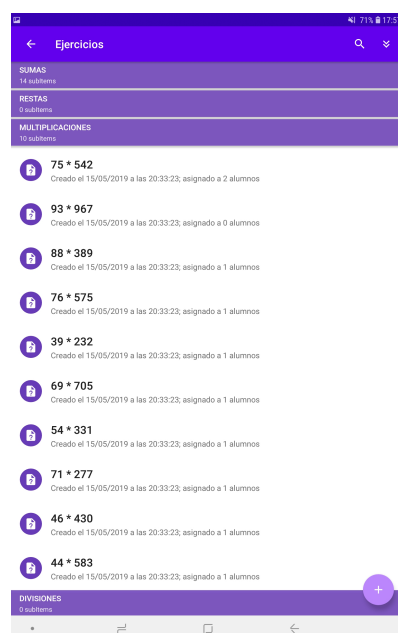 71% 17:5
Ejercicios
SUMAS
14 subitems
RESTAS
0 subitems
MULTIPLICACIONES
10 subitems
75 * 542
Creado el 15/05/2019 a las 20:33:23; asignado a 2 alumnos
93 * 967
Creado el 15/05/2019 a las 20:33:23; asignado a 0 alumnos
88 * 389
Creado el 15/05/2019 a las 20:33:23; asignado a 1 alumnos
76 * 575
Creado el 15/05/2019 a las 20:33:23; asignado a 1 alumnos
39 * 232
Creado el 15/05/2019 a las 20:33:23; asignado a 1 alumnos
69 * 705
Creado el 15/05/2019 a las 20:33:23; asignado a 1 alumnos
54 * 331
Creado el 15/05/2019 a las 20:33:23; asignado a 1 alumnos
71 * 277
Creado el 15/05/2019 a las 20:33:23; asignado a 1 alumnos
46 * 430
Creado el 15/05/2019 a las 20:33:23; asignado a 1 alumnos
44 * 583
Creado el 15/05/2019 a las 20:33:23; asignado a 1 alumnos
DIVISIONES
0 subitems